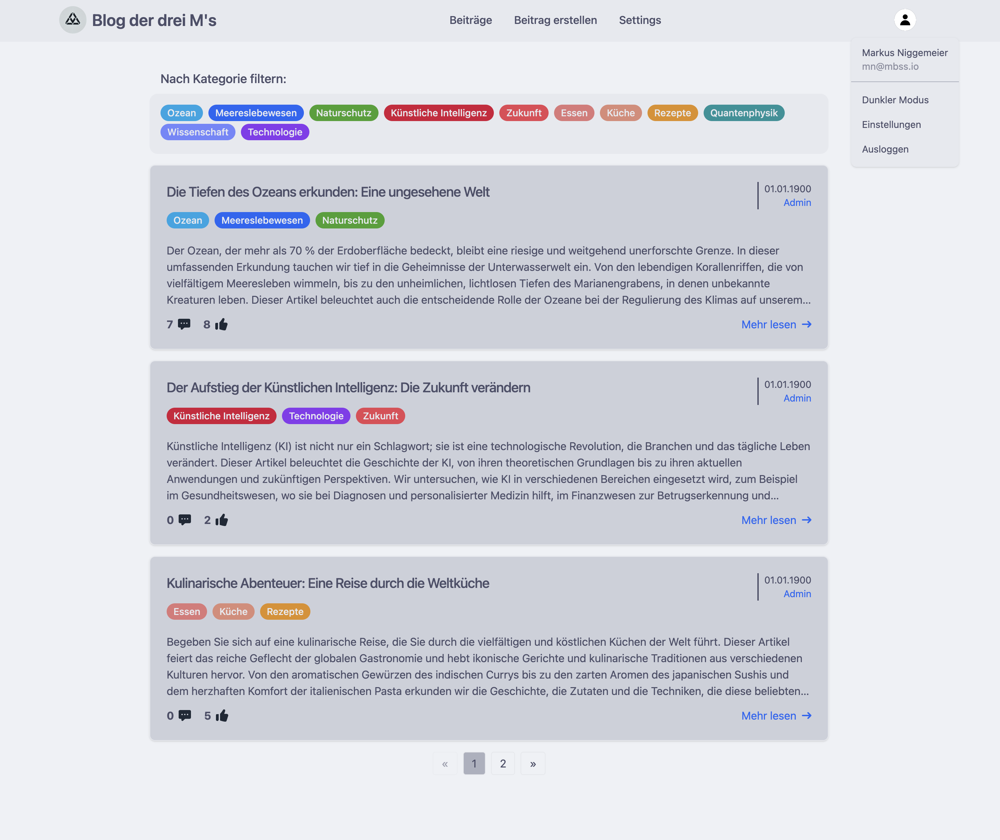 Blog der drei M's
Beiträge Beitrag erstellen Settings
Markus Niggemeier
mn@mbss.io
Dunkler Modus
Einstellungen
Ausloggen
Nach Kategorie filtern:
Ozean Meereslebewesen Naturschutz Künstliche Intelligenz Zukunft Essen Küche Rezepte Quantenphysik
Wissenschaft Technologie
Die Tiefen des Ozeans erkunden: Eine ungesehene Welt
01.01.1900
Admin
Ozean Meereslebewesen Naturschutz
Der Ozean, der mehr als 70 % der Erdoberfläche bedeckt, bleibt eine riesige und weitgehend unerforschte Grenze. In dieser
umfassenden Erkundung tauchen wir tief in die Geheimnisse der Unterwasserwelt ein. Von den lebendigen Korallenriffen, die von
vielfältigem Meeresleben wimmeln, bis zu den unheimlichen, lichtlosen Tiefen des Marianengrabens, in denen unbekannte
Kreaturen leben. Dieser Artikel beleuchtet auch die entscheidende Rolle der Ozeane bei der Regulierung des Klimas auf unserem...
7 8 Mehr lesen →
Der Aufstieg der Künstlichen Intelligenz: Die Zukunft verändern
01.01.1900
Admin
Künstliche Intelligenz Technologie Zukunft
Künstliche Intelligenz (KI) ist nicht nur ein Schlagwort; sie ist eine technologische Revolution, die Branchen und das tägliche Leben
verändert. Dieser Artikel beleuchtet die Geschichte der KI, von ihren theoretischen Grundlagen bis zu ihren aktuellen
Anwendungen und zukünftigen Perspektiven. Wir untersuchen, wie KI in verschiedenen Bereichen eingesetzt wird, zum Beispiel
im Gesundheitswesen, wo sie bei Diagnosen und personalisierter Medizin hilft, im Finanzwesen zur Betrugserkennung und...
0 2 Mehr lesen →
Kulinarische Abenteuer: Eine Reise durch die Weltküche
01.01.1900
Admin
Essen Küche Rezepte
Begeben Sie sich auf eine kulinarische Reise, die Sie durch die vielfältigen und köstlichen Küchen der Welt führt. Dieser Artikel
feiert das reiche Geflecht der globalen Gastronomie und hebt ikonische Gerichte und kulinarische Traditionen aus verschiedenen
Kulturen hervor. Von den aromatischen Gewürzen des indischen Currys bis zu den zarten Aromen des japanischen Sushis und
dem herzhaften Komfort der italienischen Pasta erkunden wir die Geschichte, die Zutaten und die Techniken, die diese beliebten...
0 5 Mehr lesen →
« 1 2 »